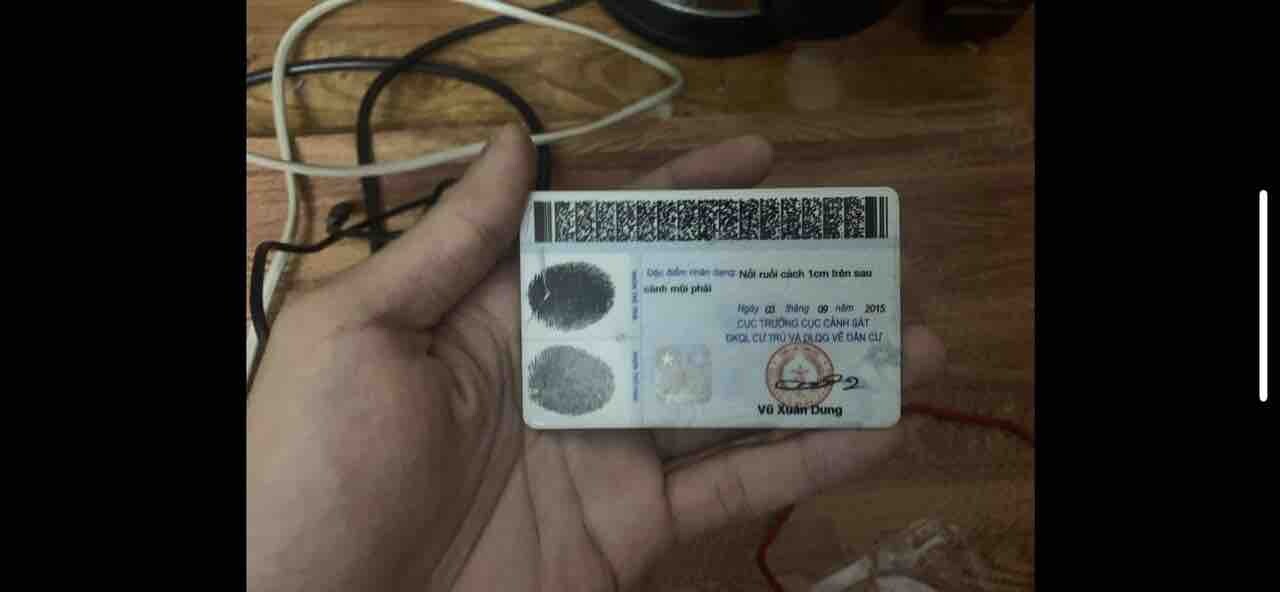 Đặc điểm nhận dạng: Nốt ruồi cách 1cm trên sau
cánh mũi phải
Ngày 03 tháng 09 năm 2015
CỤC TRƯỞNG CỤC CẢNH SÁT
ĐKQL CƯ TRÚ VÀ DLQG VỀ DÂN CƯ
Vũ Xuân Dung